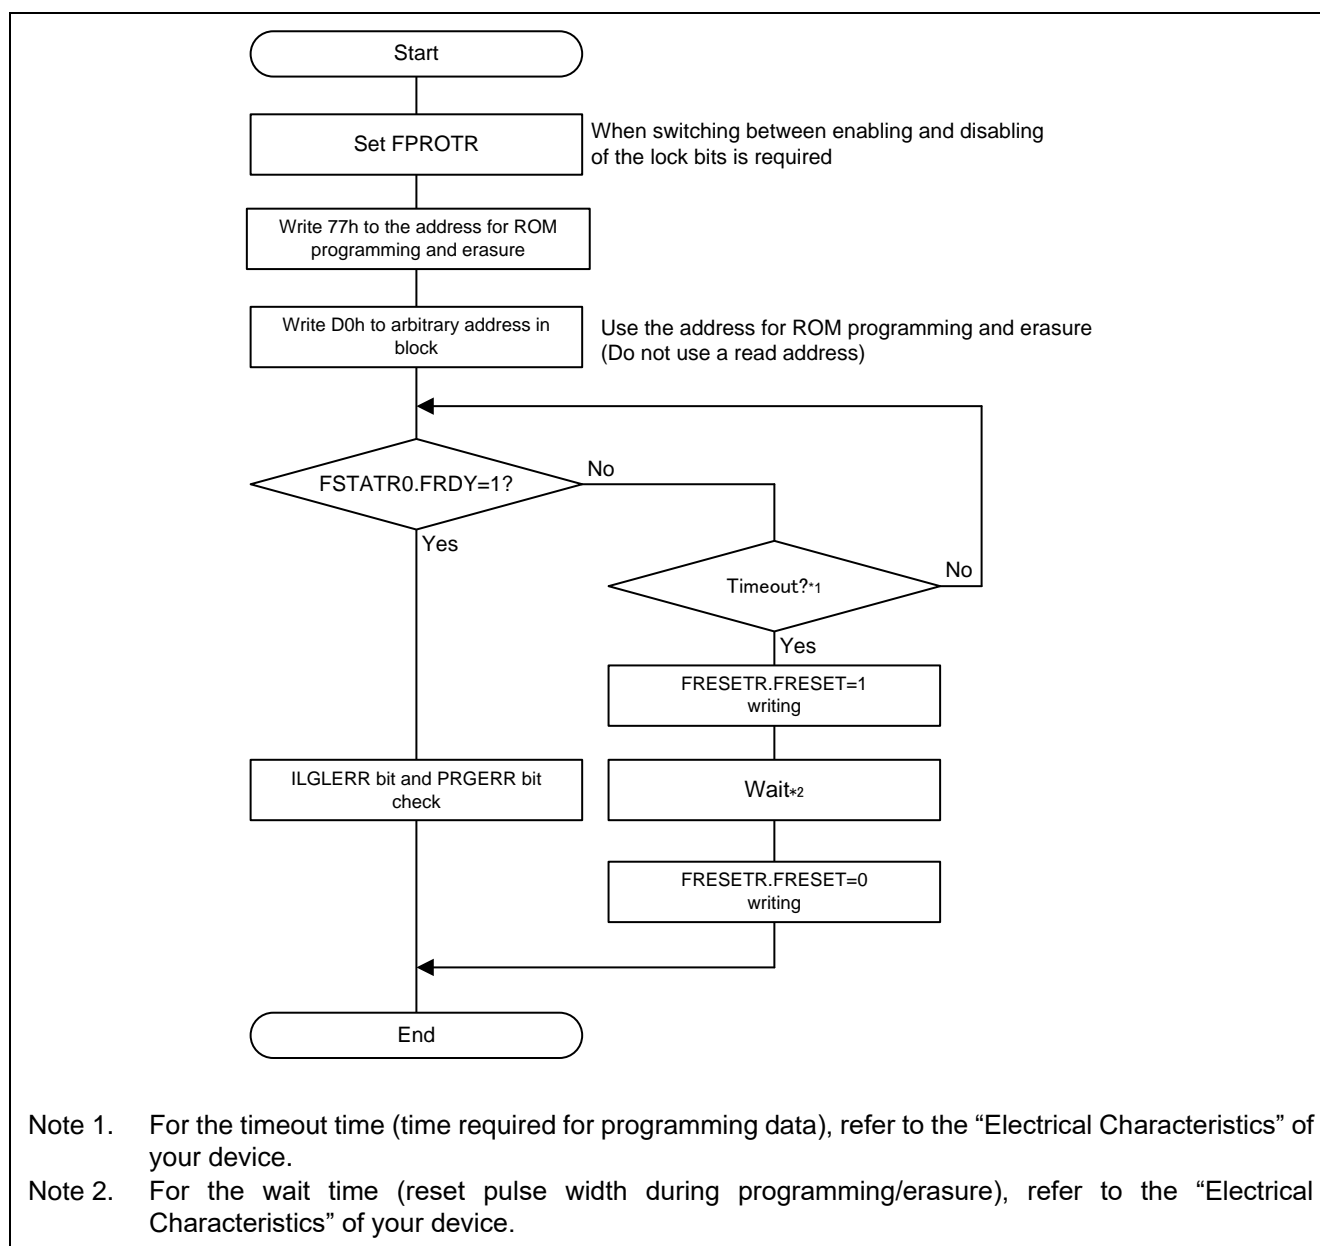 Start
Set FPROTR
When switching between enabling and disabling
of the lock bits is required
Write 77h to the address for ROM
programming and erasure
Write D0h to arbitrary address in
block
Use the address for ROM programming and erasure
(Do not use a read address)
FSTATR0.FRDY=1?
No
Yes
Timeout?*1
No
Yes
FRESETR.FRESET=1
writing
ILGLERR bit and PRGERR bit
check
Wait*2
FRESETR.FRESET=0
writing
End
Note 1. For the timeout time (time required for programming data), refer to the “Electrical Characteristics” of
your device.
Note 2. For the wait time (reset pulse width during programming/erasure), refer to the “Electrical
Characteristics” of your device.